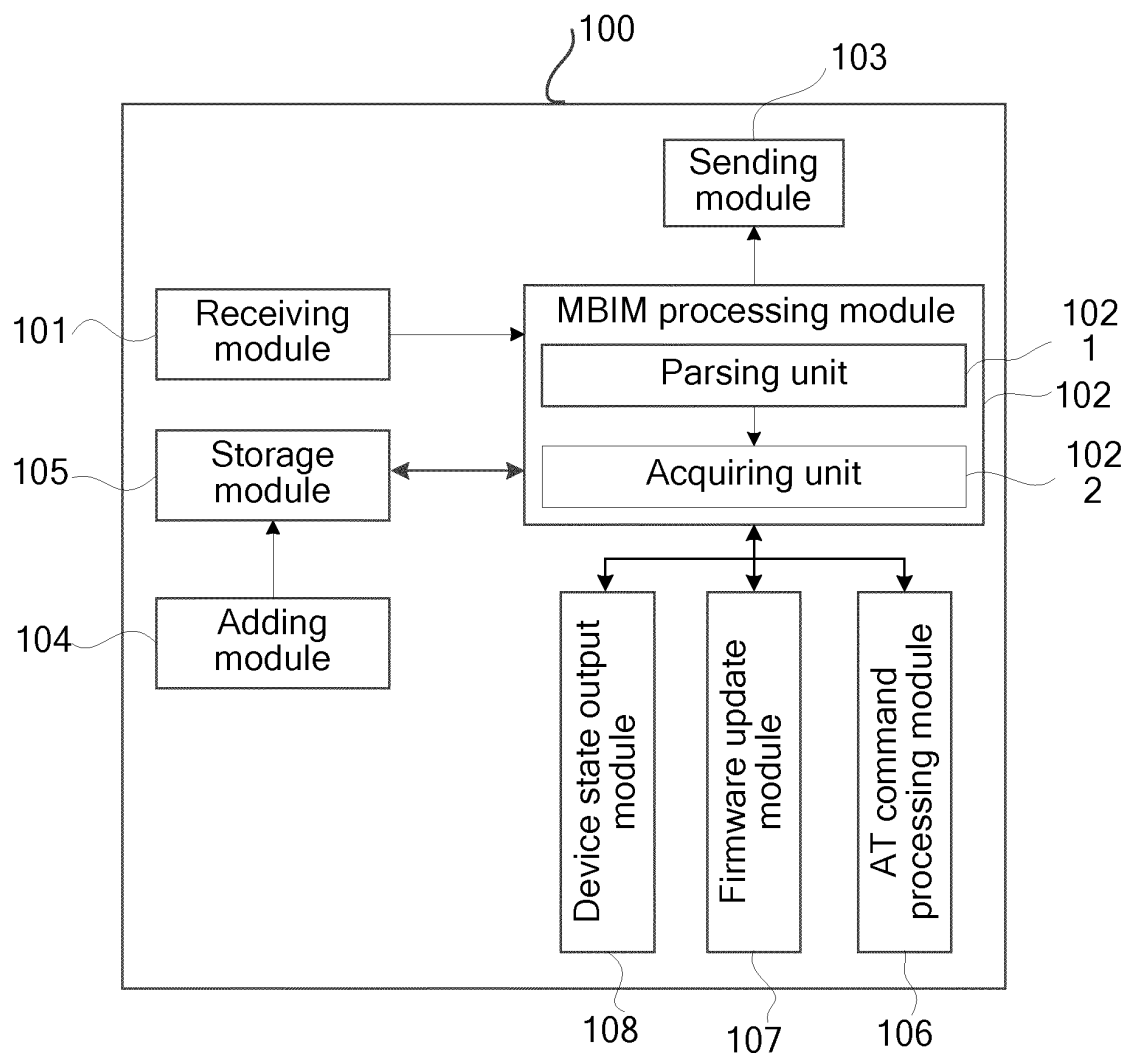 100
103
Sending
module
101
Receiving
module
MBIM processing module
102
1
Parsing unit
102
105
Storage
module
Acquiring unit
102
2
104
Adding
module
Device state output
module
Firmware update
module
AT command
processing module
108
107
106